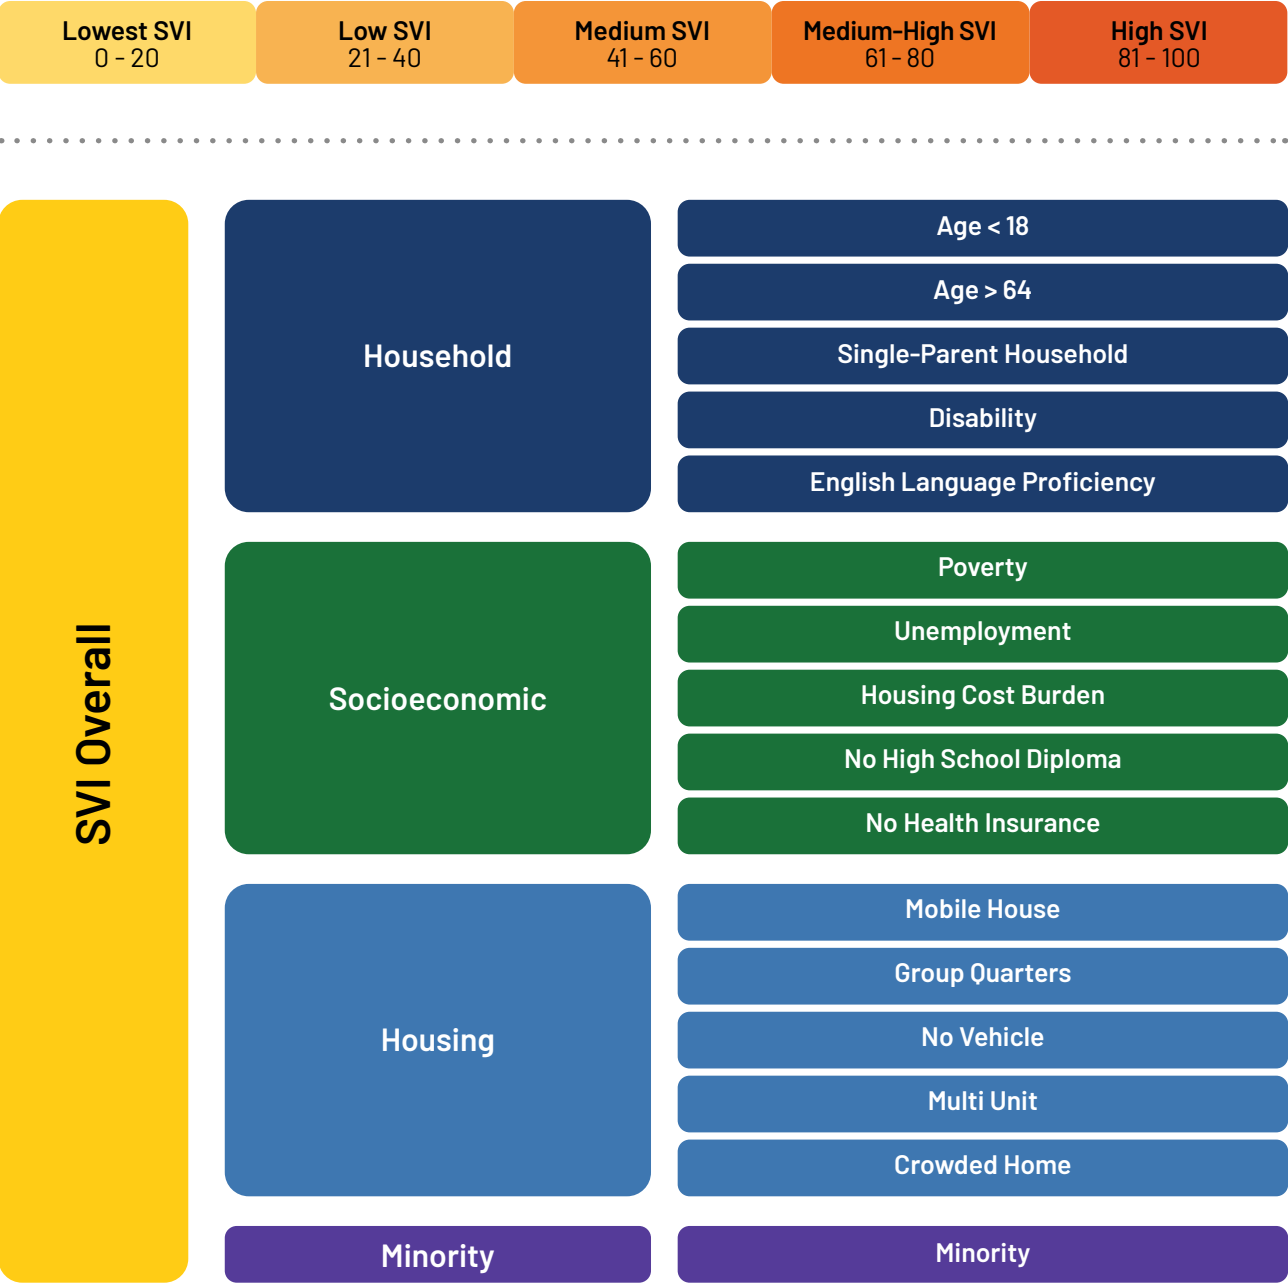 Lowest SVI
0 - 20
Low SVI
21 - 40
Medium SVI
41 - 60
Medium-High SVI
61 - 80
High SVI
81 - 100
SVI Overall
Household
Age < 18
Age > 64
Single-Parent Household
Disability
English Language Proficiency
Socioeconomic
Poverty
Unemployment
Housing Cost Burden
No High School Diploma
No Health Insurance
Housing
Mobile House
Group Quarters
No Vehicle
Multi Unit
Crowded Home
Minority
Minority